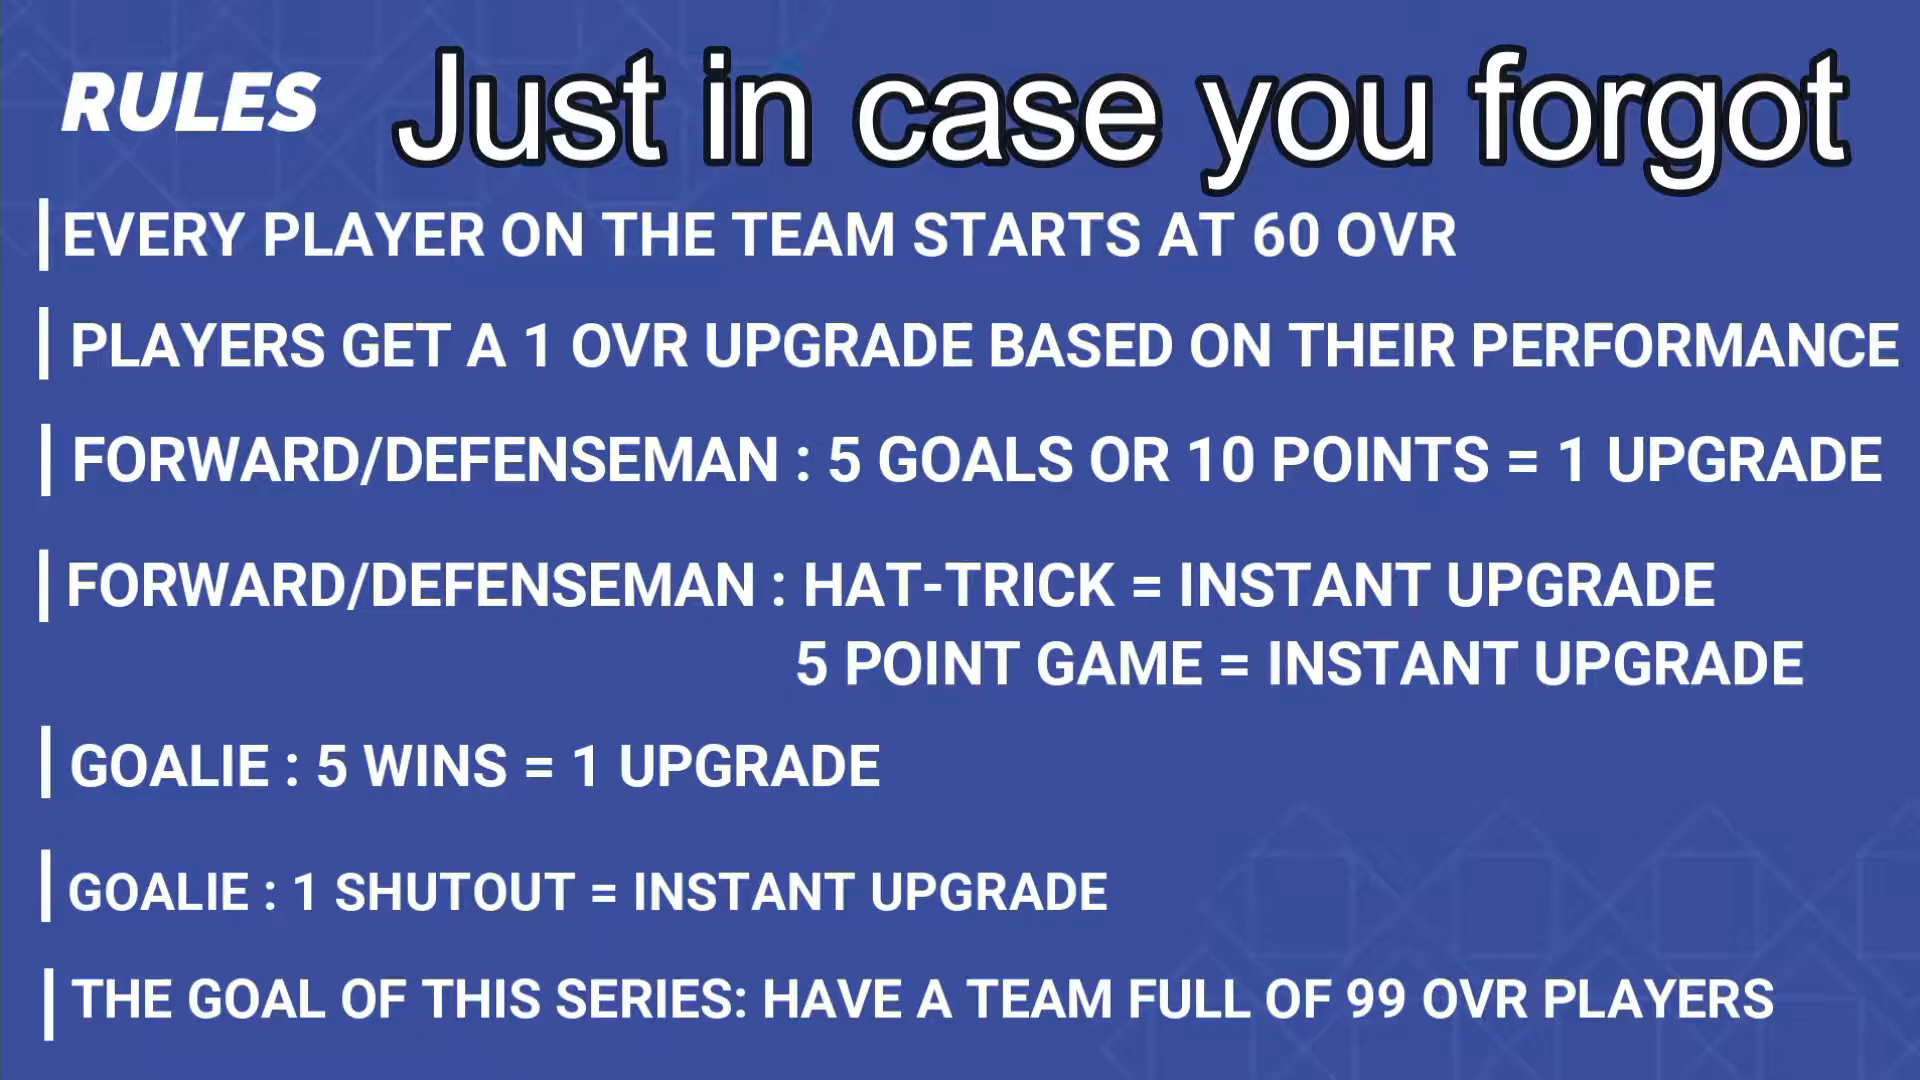 RULES Just in case you forgot
EVERY PLAYER ON THE TEAM STARTS AT 60 OVR
PLAYERS GET A 1 OVR UPGRADE BASED ON THEIR PERFORMANCE
FORWARD/DEFENSEMAN : 5 GOALS OR 10 POINTS = 1 UPGRADE
FORWARD/DEFENSEMAN : HAT-TRICK = INSTANT UPGRADE
5 POINT GAME = INSTANT UPGRADE
GOALIE : 5 WINS = 1 UPGRADE
GOALIE : 1 SHUTOUT = INSTANT UPGRADE
THE GOAL OF THIS SERIES: HAVE A TEAM FULL OF 99 OVR PLAYERS